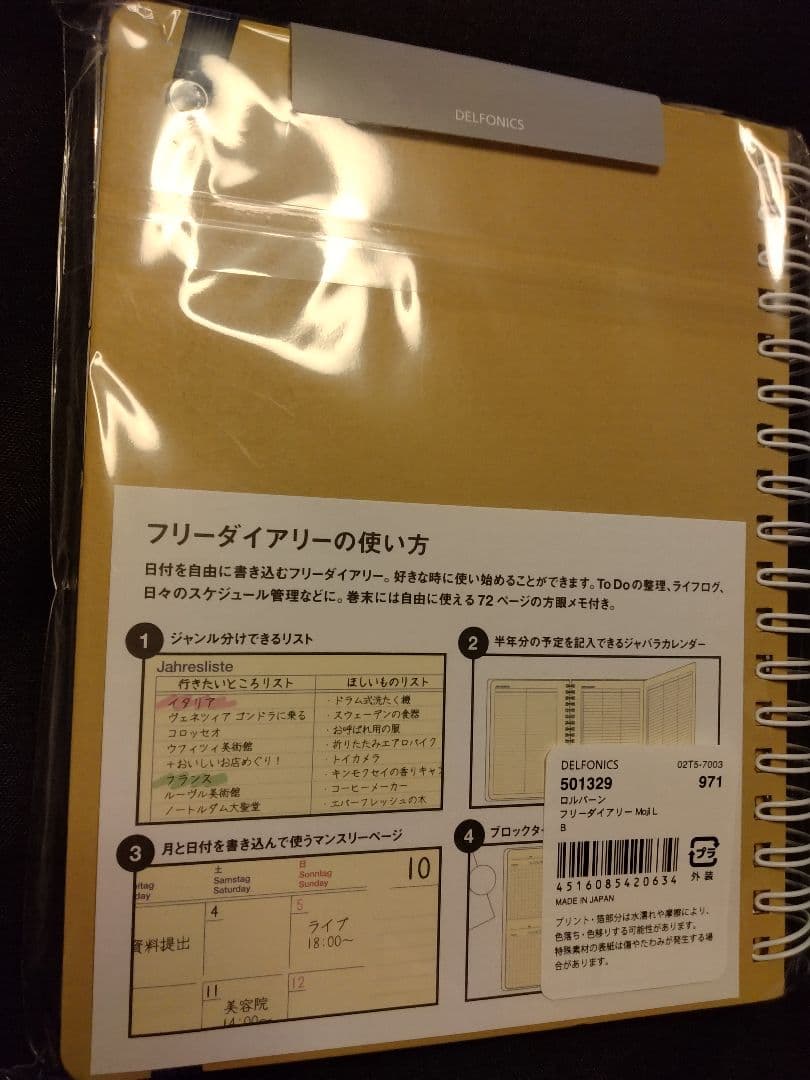 DELFONICS
フリーダイアリーの使い方
日付を自由に書き込むフリーダイアリー。好きな時に使い始めることができます。To Doの整理、ライフログ、
日々のスケジュール管理などに。巻末には自由に使える72ページの方眼メモ付き。
1 ジャンル分けできるリスト
Jahresliste
行きたいところリスト ほしいものリスト
イタリア ・ドラム式洗たく機
ヴェネツィア ゴンドラに乗る ・スウェーデンの食器
コロッセオ ・お呼ばれ用の服
ウフィツィ美術館 ・折りたたみエアロバイク
+おいしいお店めぐり! ・トイカメラ
フランス ・キンモクセイの香りキャン
ルーヴル美術館 ・コーヒーメーカー
ノートルダム大聖堂 ・エバーフレッシュの木
2 半年分の予定を記入できるジャバラカレンダー
3 月と日付を書き込んで使うマンスリーページ
土 日 10
itag Samstag Sonntag
day Saturday Sunday
4 5
資料提出 ライブ
18:00〜
11 12
美容院
14:00〜
4 ブロックタ
DELFONICS 02T5-7003
501329 971
ロルバーン
フリーダイアリー Moji L
B
4516085420634
プラ
外装
MADE IN JAPAN
プリント・箔部分は水濡れや摩擦により、
色落ち・色移りする可能性があります。
特殊素材の表紙は傷やたわみが発生する場
合があります。